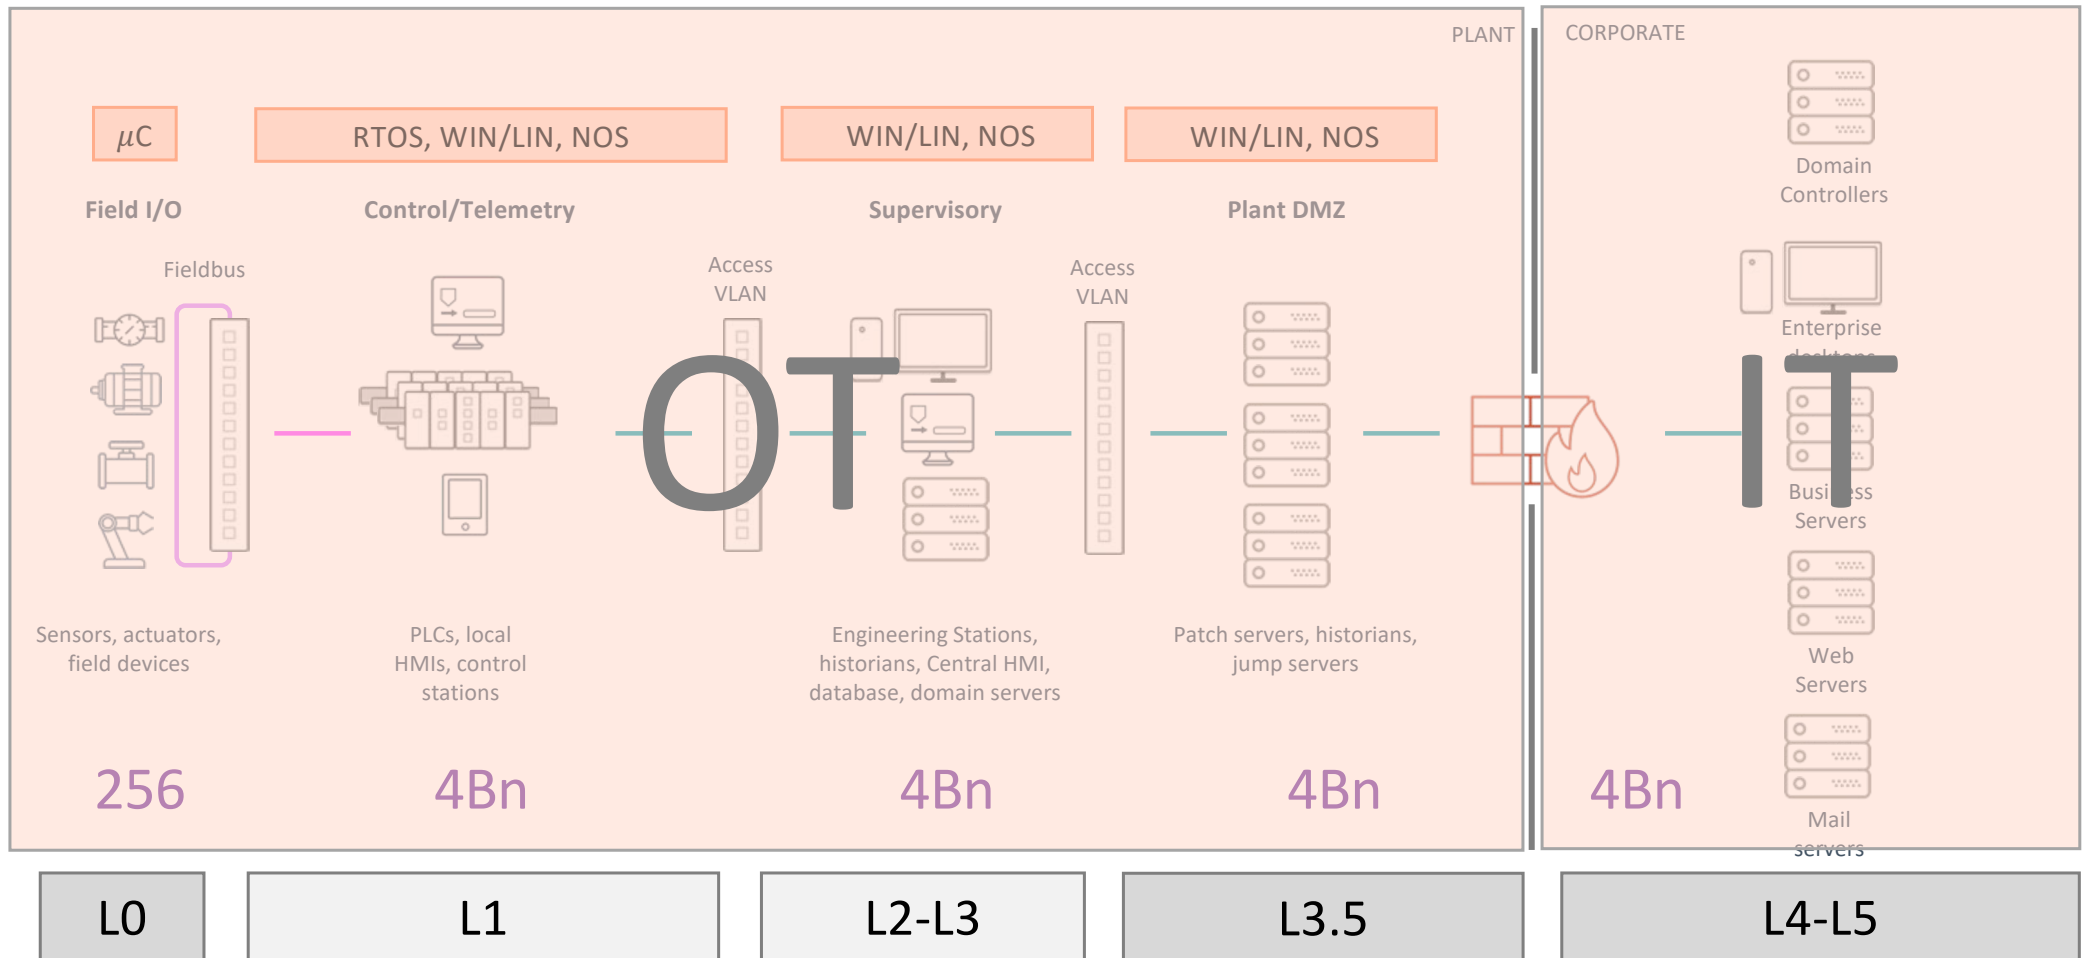 PLANT
CORPORATE
μC
RTOS, WIN/LIN, NOS
WIN/LIN, NOS
WIN/LIN, NOS
Field I/O
Control/Telemetry
Supervisory
Plant DMZ
Fieldbus
Access
VLAN
Access
VLAN
OT
Sensors, actuators,
field devices
PLCs, local
HMIs, control
stations
Engineering Stations,
historians, Central HMI,
database, domain servers
Patch servers, historians,
jump servers
256
4Bn
4Bn
4Bn
Domain
Controllers
Enterprise
desktops
IT
Business
Servers
Web
Servers
4Bn
Mail
servers
L0
L1
L2-L3
L3.5
L4-L5